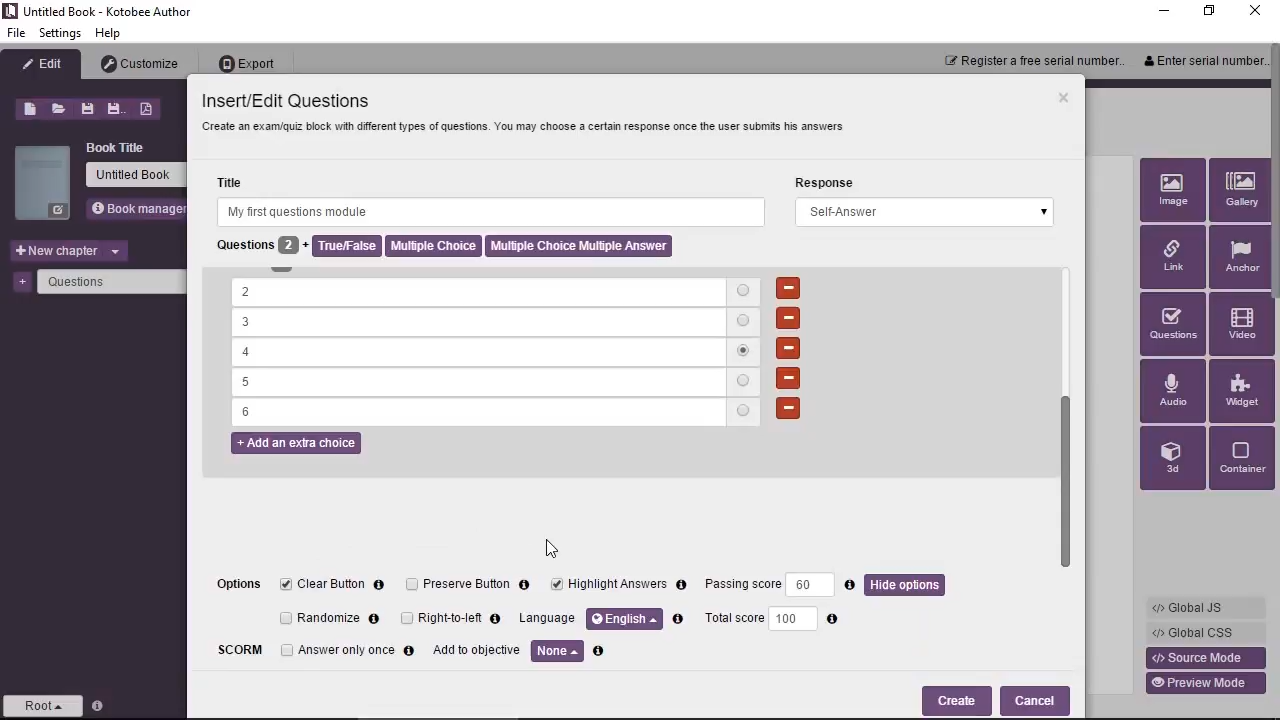 Untitled Book - Kotobee Author
File Settings Help
Edit Customize Export Register a free serial number.. Enter serial number...
Insert/Edit Questions
Create an exam/quiz block with different types of questions. You may choose a certain response once the user submits his answers
Book Title
Untitled Book
Book manager
New chapter
Questions
Title Response
My first questions module Self-Answer
Questions 2 + True/False Multiple Choice Multiple Choice Multiple Answer
2
3
4
5
6
+ Add an extra choice
Options Clear Button Preserve Button Highlight Answers Passing score 60 Hide options
Randomize Right-to-left Language English Total score 100
SCORM Answer only once Add to objective None
Create Cancel
Image Gallery
Link Anchor
Questions Video
Audio Widget
3d Container
</> Global JS
</> Global CSS
</> Source Mode
Preview Mode
Root